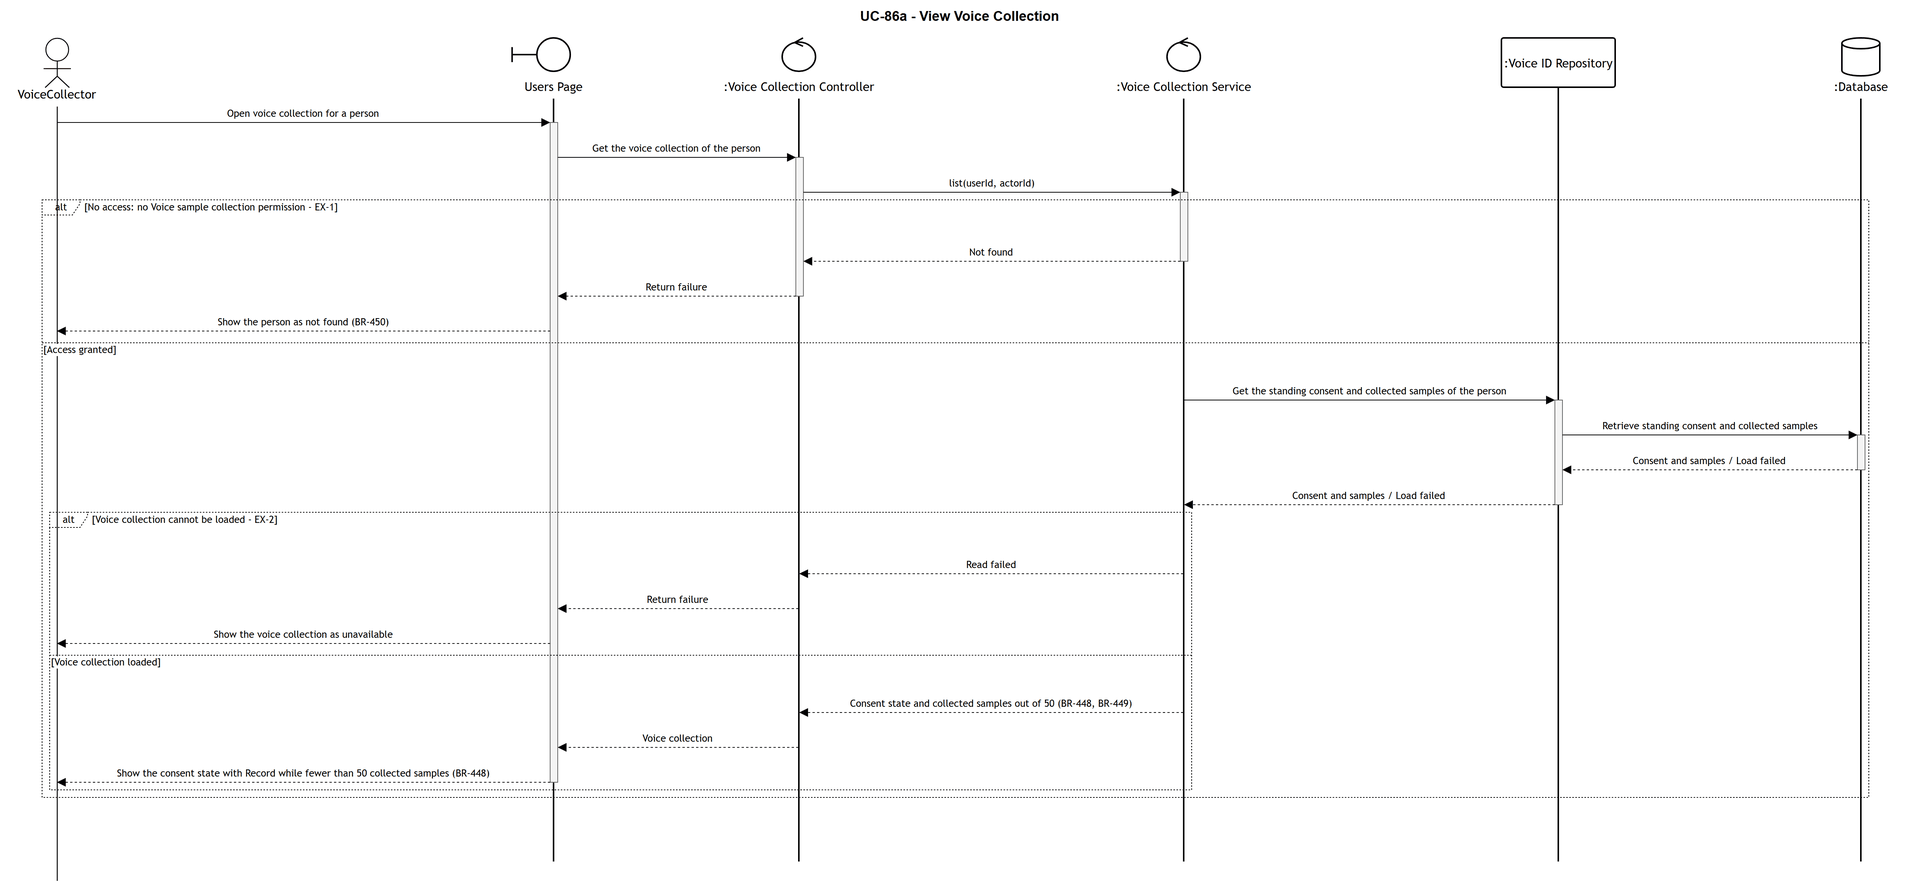 UC-86a - View Voice Collection
VoiceCollector
Users Page
:Voice Collection Controller
:Voice Collection Service
:Voice ID Repository
:Database
Open voice collection for a person
Get the voice collection of the person
list(userId, actorId)
alt
[No access: no Voice sample collection permission - EX-1]
Not found
Return failure
Show the person as not found (BR-450)
[Access granted]
Get the standing consent and collected samples of the person
Retrieve standing consent and collected samples
Consent and samples / Load failed
Consent and samples / Load failed
alt
[Voice collection cannot be loaded - EX-2]
Read failed
Return failure
Show the voice collection as unavailable
[Voice collection loaded]
Consent state and collected samples out of 50 (BR-448, BR-449)
Voice collection
Show the consent state with Record while fewer than 50 collected samples (BR-448)